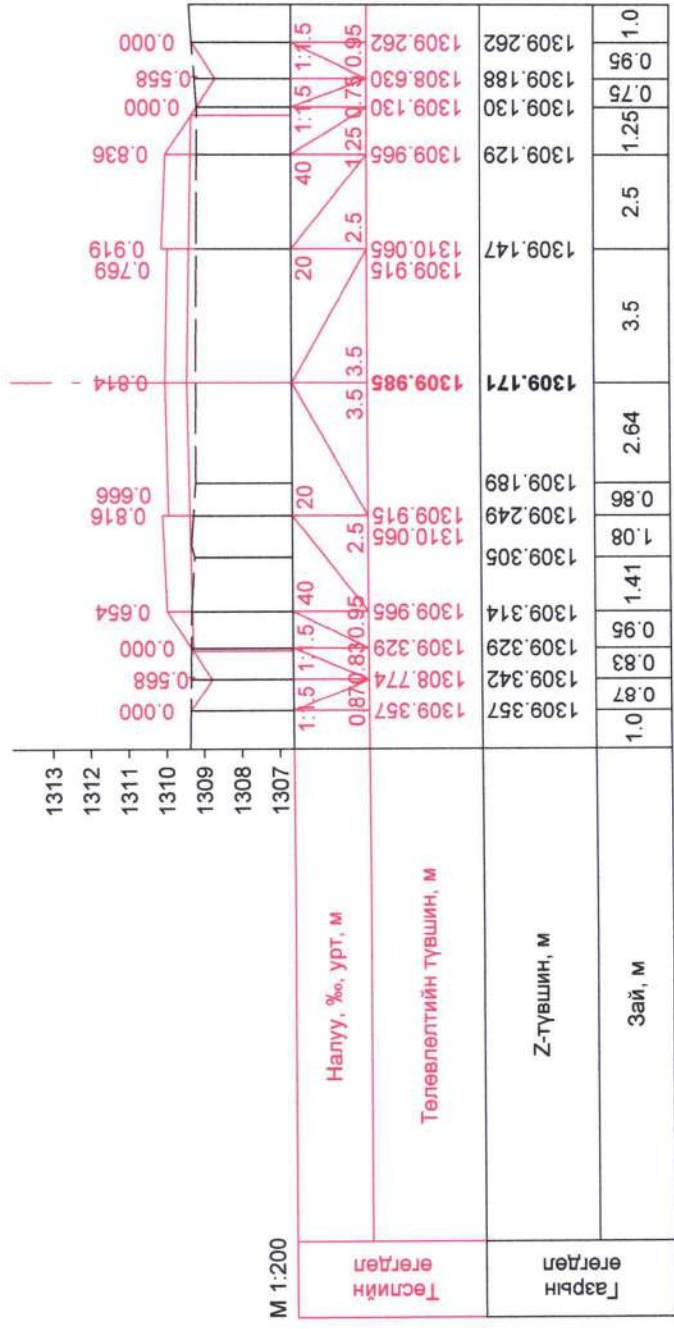 1313
1312
1311
1310
1309
1308
1307
М 1:200
0.000 0.568 0.000 0.654 0.816 0.666 0.814 0.769 0.919 0.836 0.000 0.558 0.000
Төслийн өгөгдөл
Налуу, ‰, урт, м
1:1.5 1:1.5 40 20 20 40 1:1.5 1:1.5
0.87 0.83 0.95 2.5 3.5 3.5 2.5 1.25 0.75 0.95
Төлөвлөлтийн түвшин, м
1309.357 1308.774 1309.329 1309.965 1310.065 1309.915 1309.985 1309.915 1310.065 1309.965 1309.130 1308.630 1309.262
Газрын өгөгдөл
Z-түвшин, м
1309.357 1309.342 1309.329 1309.314 1309.305 1309.249 1309.189 1309.171 1309.147 1309.129 1309.130 1309.188 1309.262
Зай, м
1.0 0.87 0.83 0.95 1.41 1.08 0.86 2.64 3.5 2.5 1.25 0.75 0.95 1.0